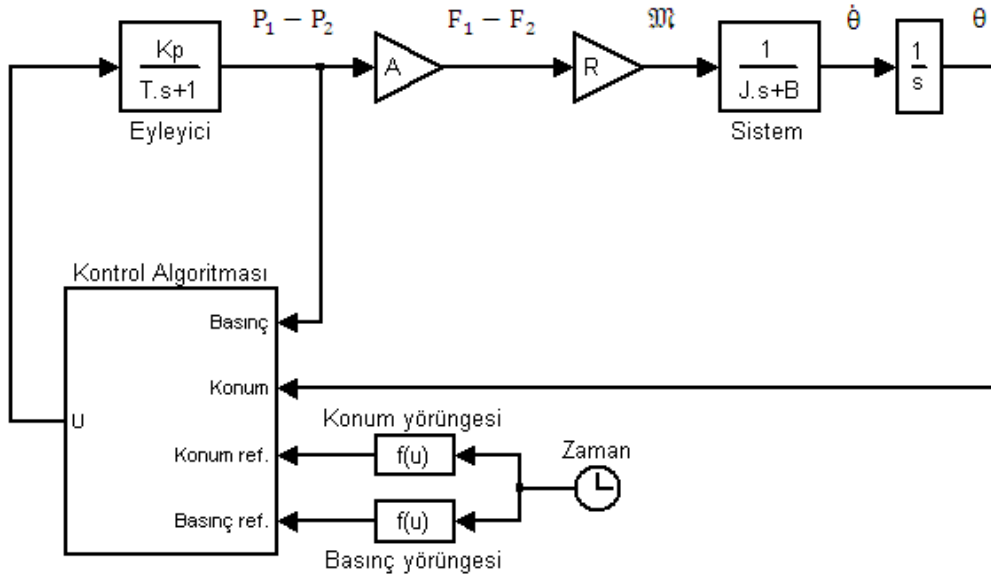 P₁ − P₂
F₁ − F₂
𝔐
θ̇
θ
Kp
T.s+1
Eyleyici
A
R
1
J.s+B
Sistem
1
s
Kontrol Algoritması
Basınç
Konum
U
Konum ref.
Basınç ref.
Konum yörüngesi
f(u)
Zaman
f(u)
Basınç yörüngesi